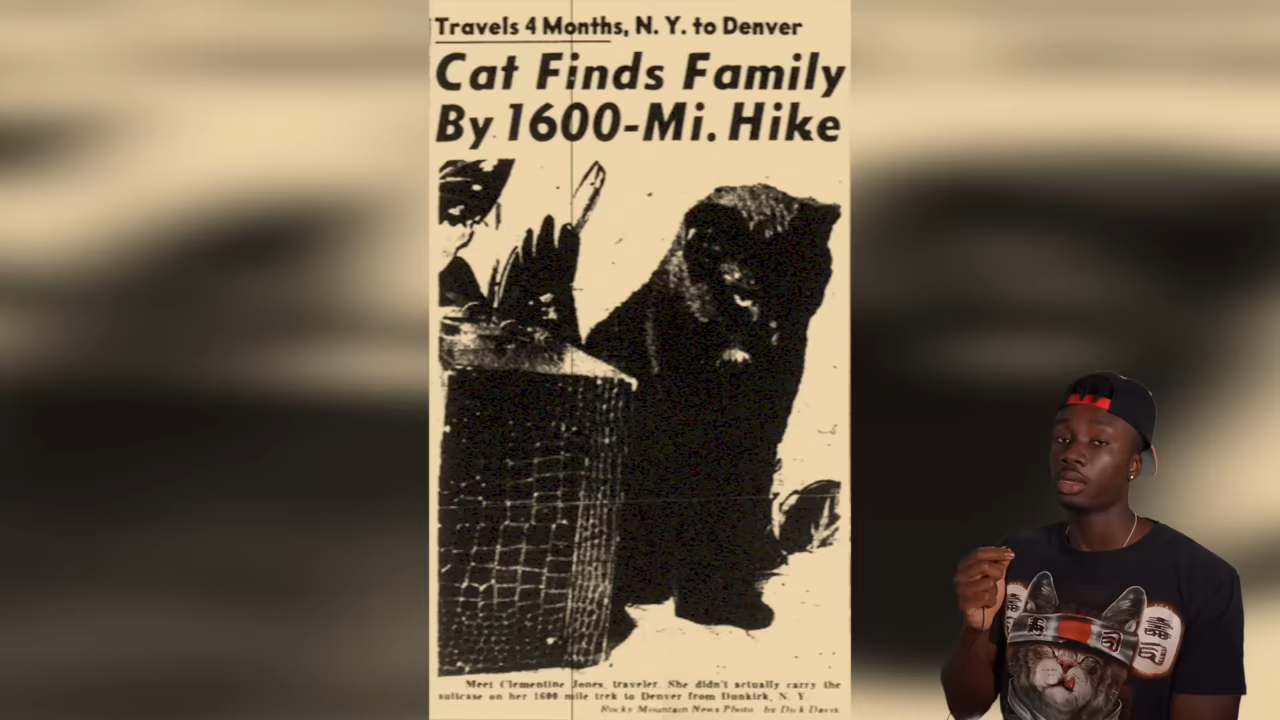 Travels 4 Months, N. Y. to Denver
Cat Finds Family
By 1600-Mi. Hike
Meet Clementine Jones, traveler. She didn't actually carry the
suitcase on her 1600 mile trek to Denver from Dunkirk, N. Y.
Rocky Mountain News Photo by Dick Davis